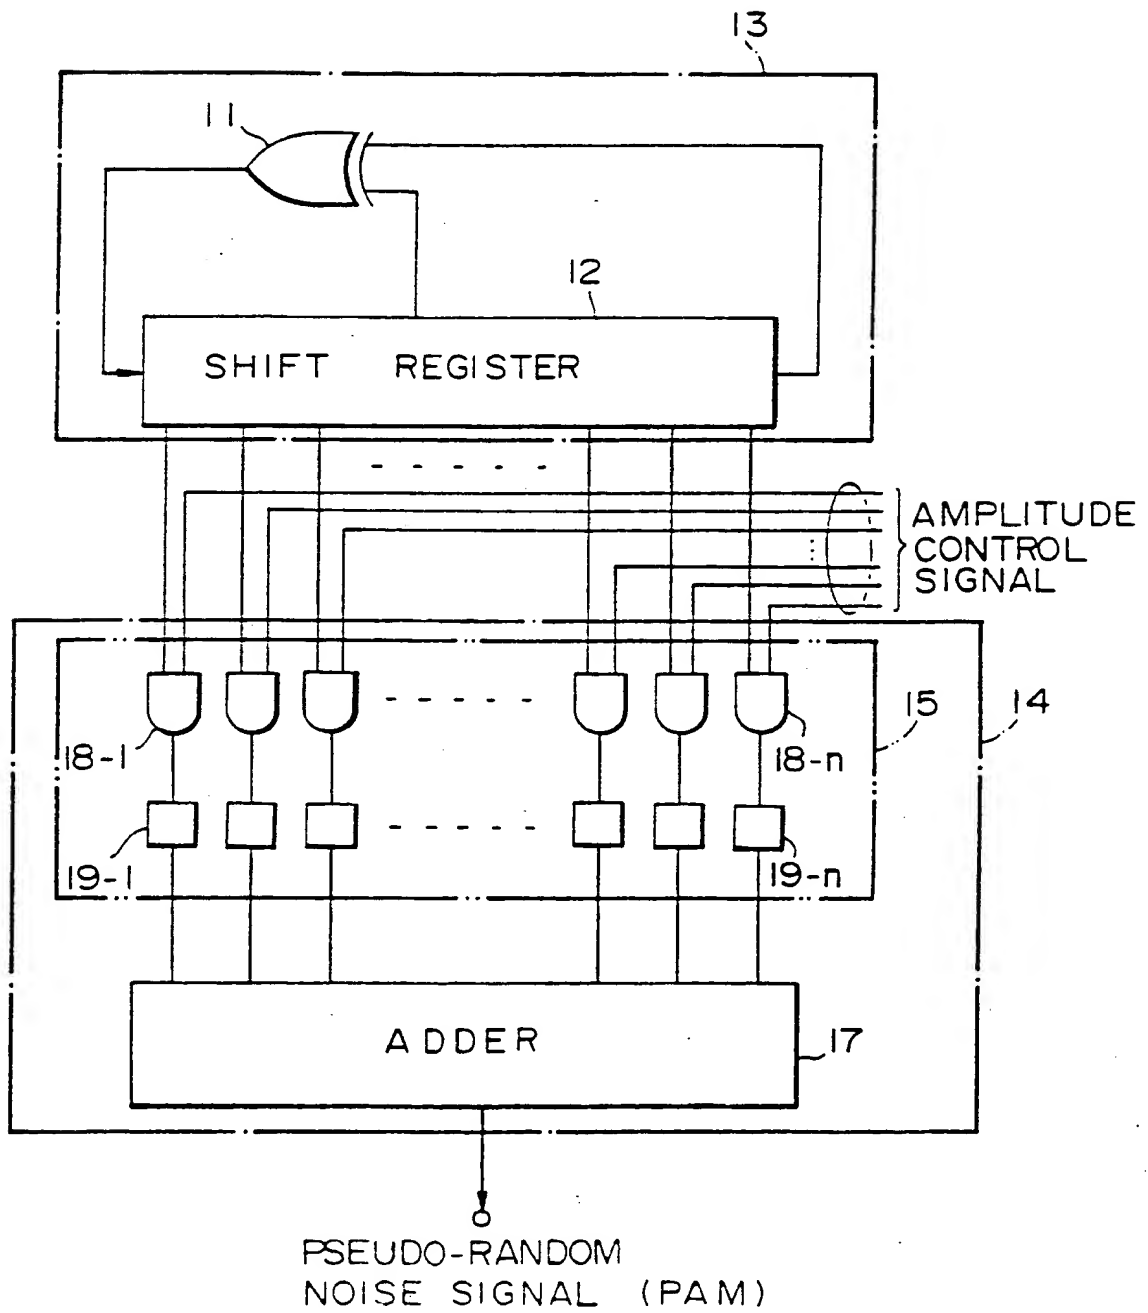 13
11
12
SHIFT REGISTER
AMPLITUDE
CONTROL
SIGNAL
15
14
18-1
18-n
19-1
19-n
ADDER
17
PSEUDO-RANDOM
NOISE SIGNAL (PAM)